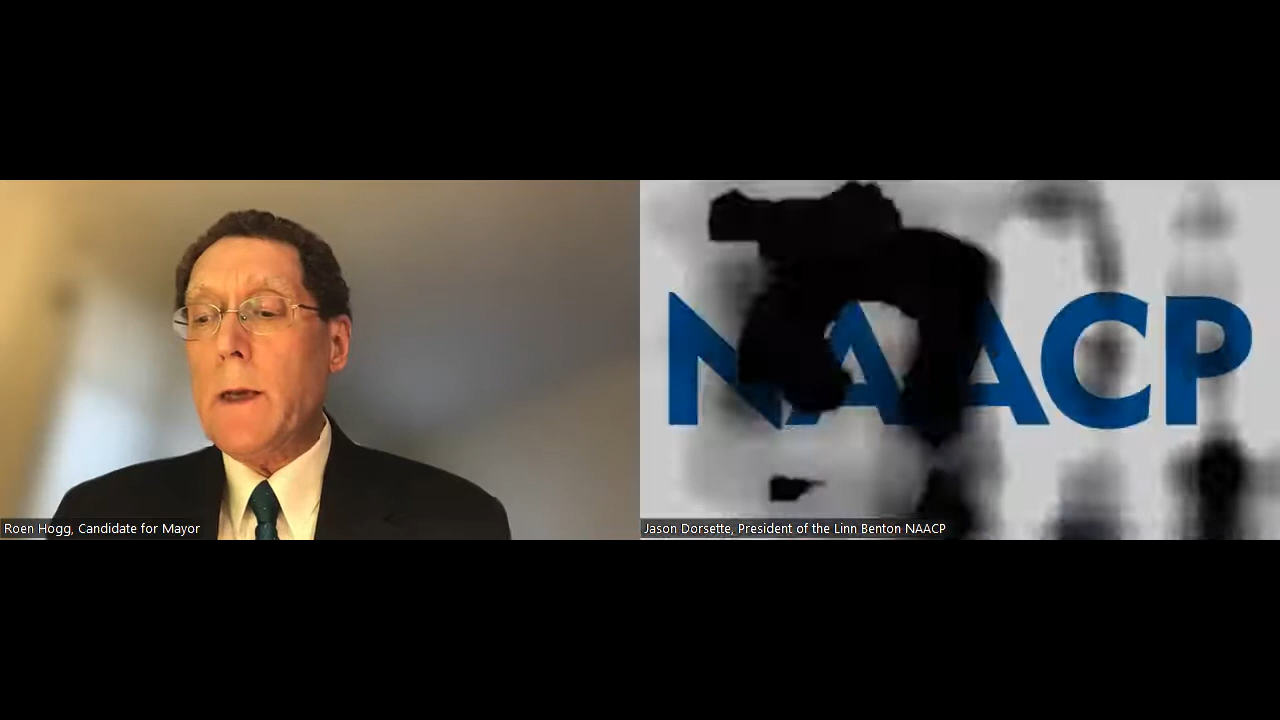 Roen Hogg, Candidate for Mayor
NAACP
Jason Dorsette, President of the Linn Benton NAACP